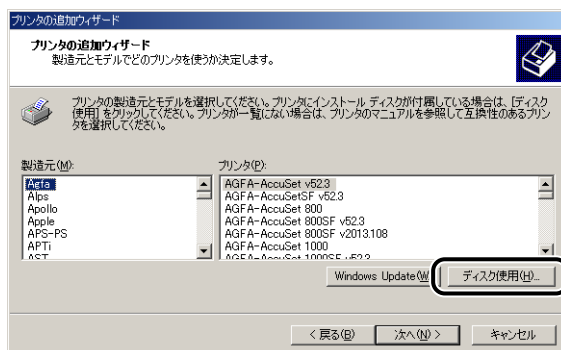 プリンタの追加ウィザード
プリンタの追加ウィザード
製造元とモデルでどのプリンタを使うか決定します。
プリンタの製造元とモデルを選択してください。プリンタにインストール ディスクが付属している場合は、[ディスク
使用] をクリックしてください。プリンタが一覧にない場合は、プリンタのマニュアルを参照して互換性のあるプリン
タを選択してください。
製造元(M):
プリンタ(P):
Agfa
Alps
Apollo
Apple
APS-PS
APTi
AST
AGFA-AccuSet v52.3
AGFA-AccuSetSF v52.3
AGFA-AccuSet 800
AGFA-AccuSet 800SF v52.3
AGFA-AccuSet 800SF v2013.108
AGFA-AccuSet 1000
AGFA-AccuSet 1000SF v52.3
Windows Update(W)
ディスク使用(H)...
< 戻る(B)
次へ(N) >
キャンセル